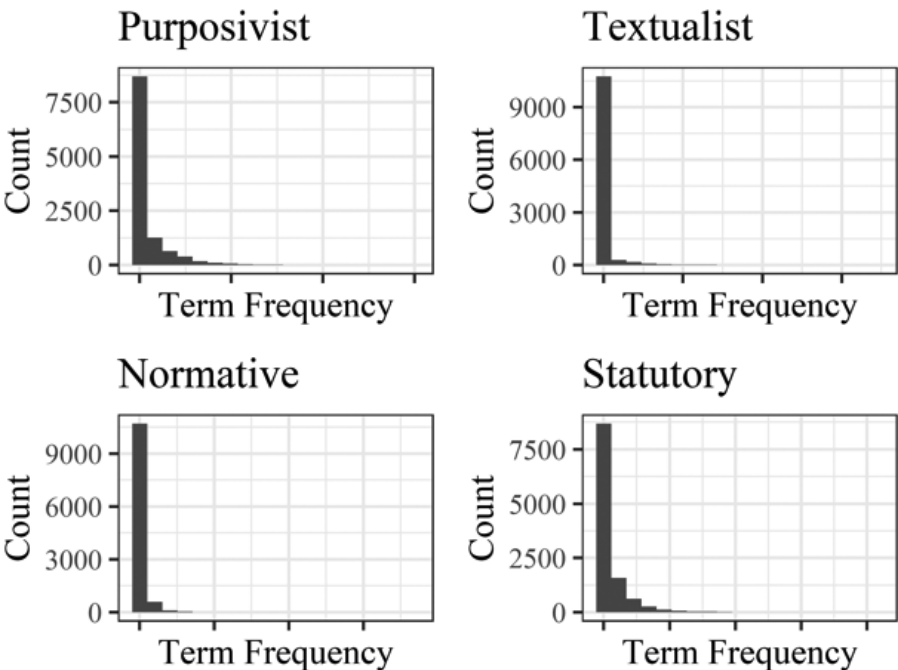 Purposivist
Count
7500
5000
2500
0
Term Frequency
Textualist
Count
9000
6000
3000
0
Term Frequency
Normative
Count
9000
6000
3000
0
Term Frequency
Statutory
Count
7500
5000
2500
0
Term Frequency